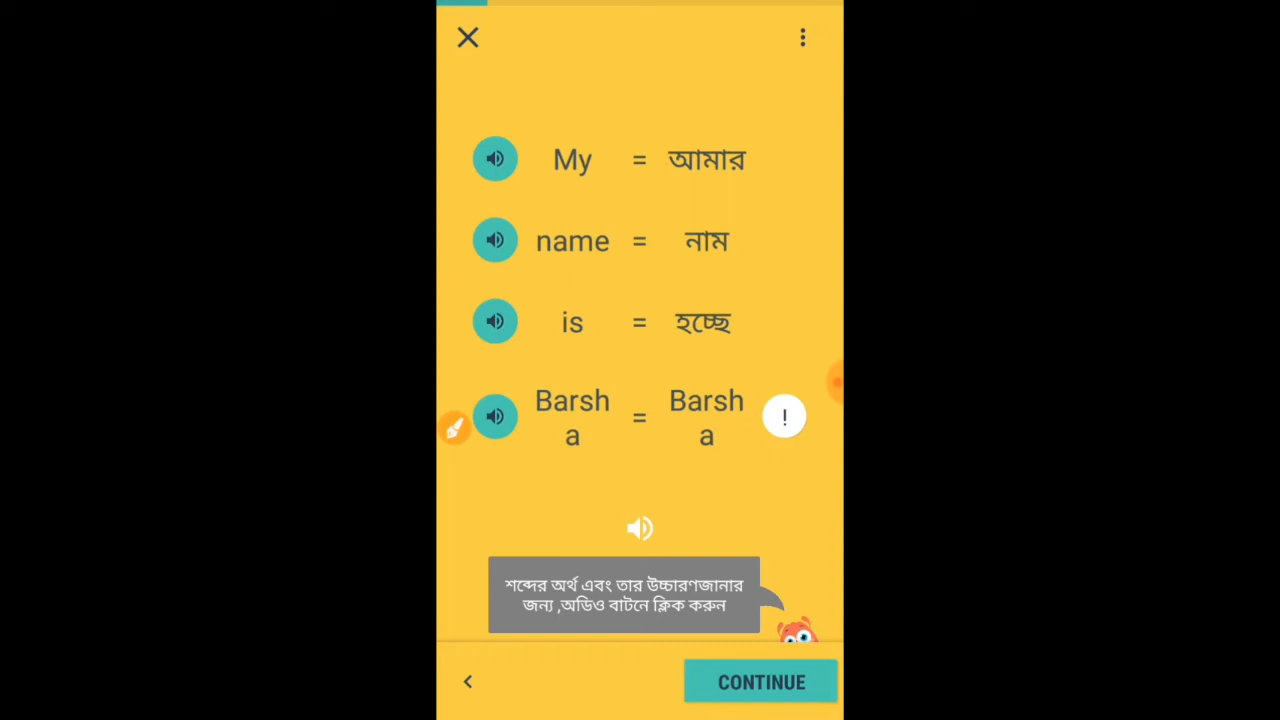 My = আমার
name = নাম
is = হচ্ছে
Barsh = Barsh !
a a
শব্দের অর্থ এবং তার উচ্চারণজানার
জন্য ,অডিও বাটনে ক্লিক করুন
CONTINUE